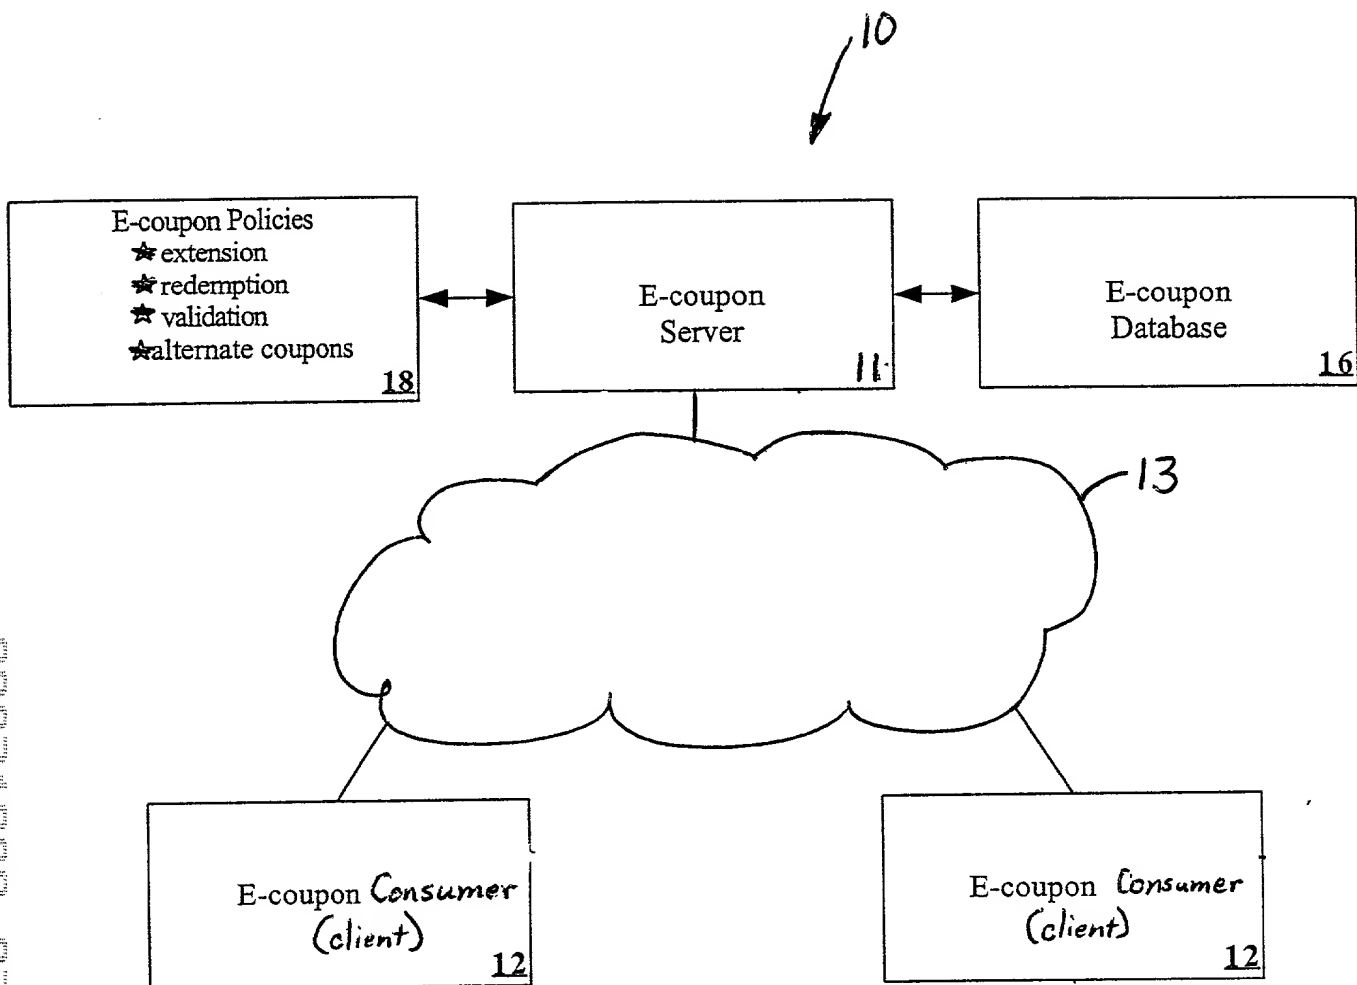 10
E-coupon Policies
☆ extension
☆ redemption
☆ validation
☆ alternate coupons
18
E-coupon
Server
11
E-coupon
Database
16
13
E-coupon Consumer
(client)
12
E-coupon Consumer
(client)
12